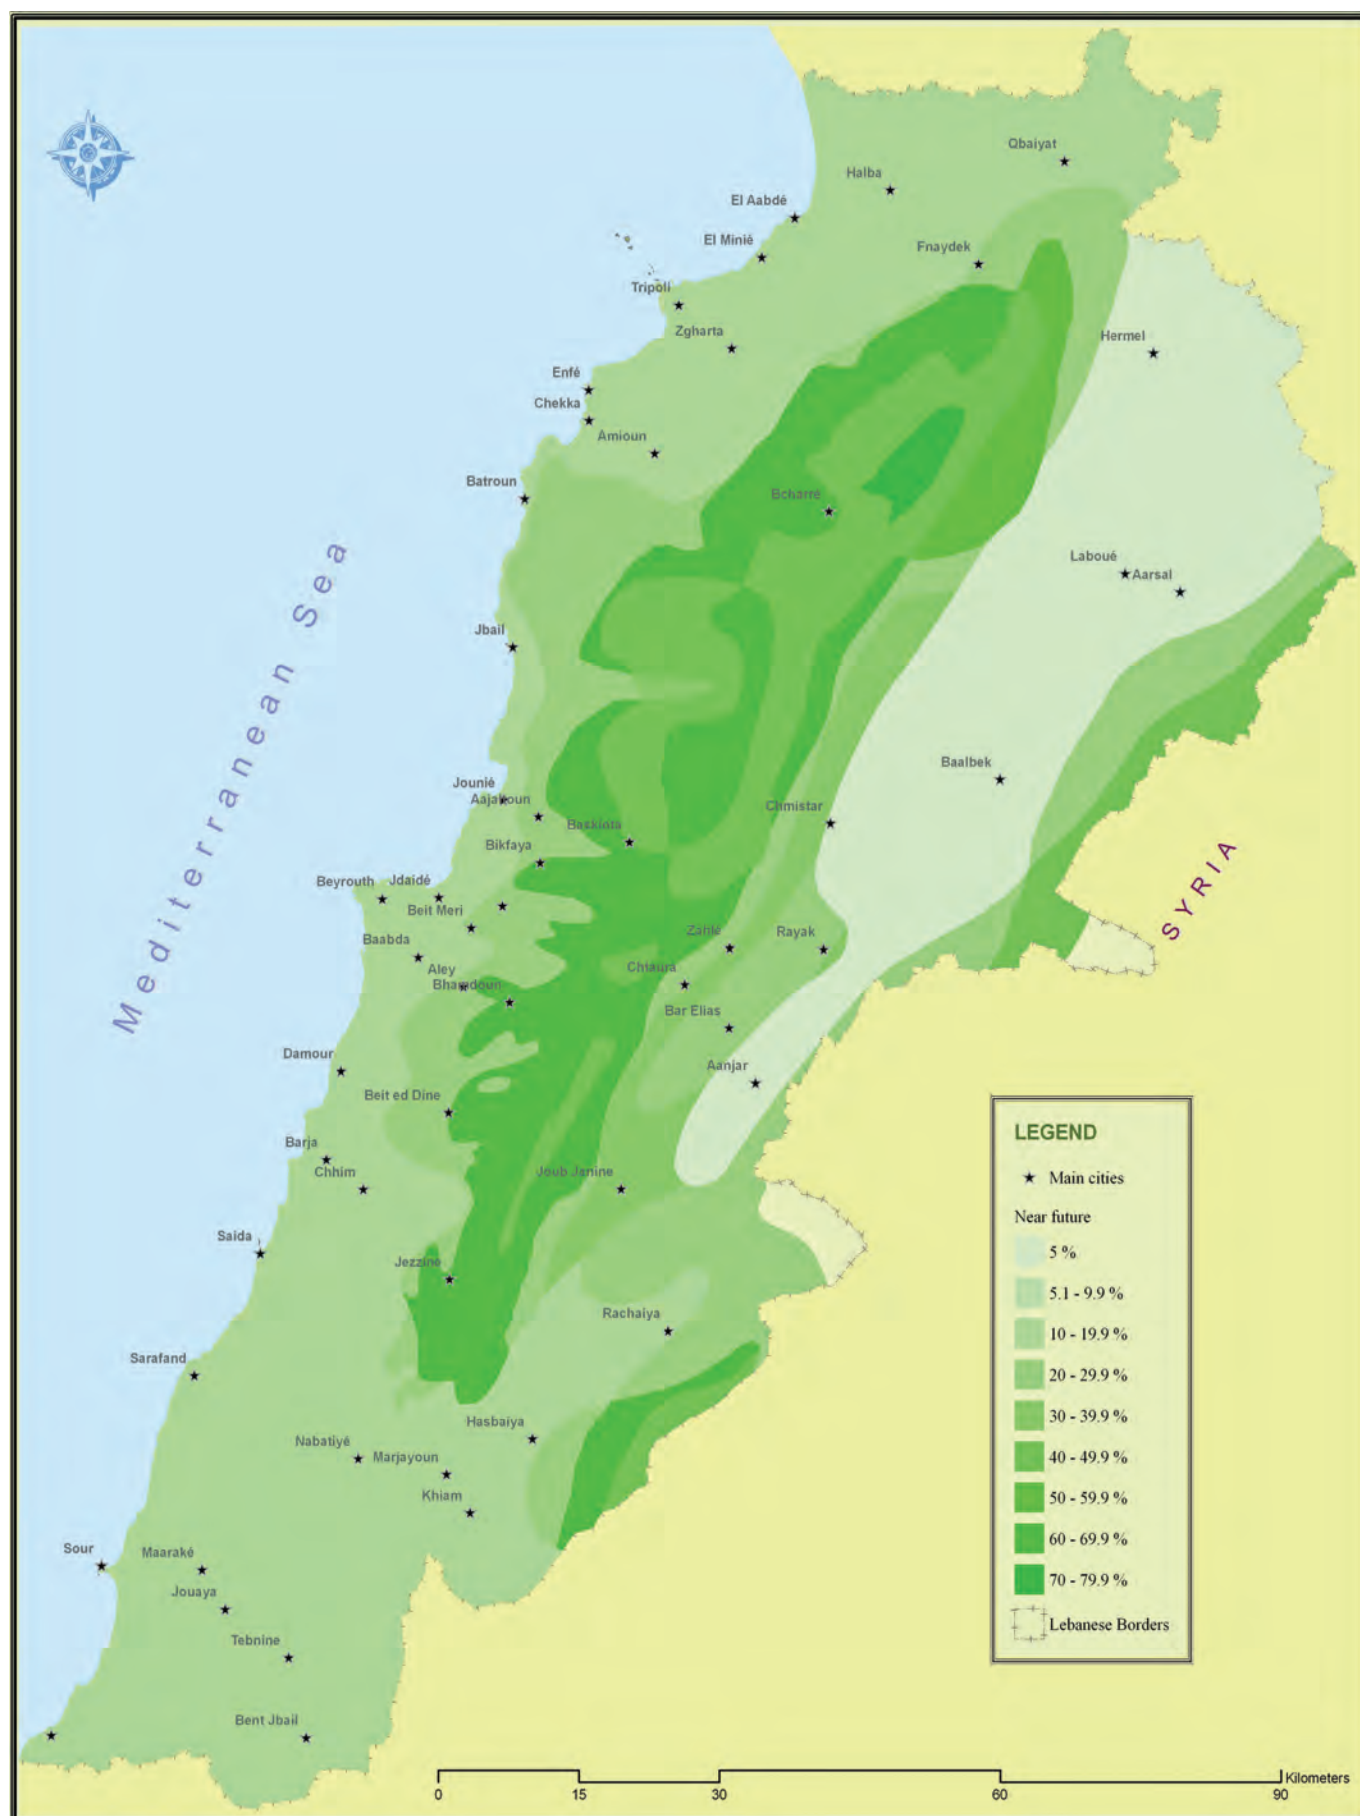 Qbaiyat
Halba
El Aabdé
El Minié
Fnaydek
Tripoli
Zgharta
Hermel
Enfé
Chekka
Amioun
Batroun
Bcharré
Laboué
Aarsal
Mediterranean Sea
Jbail
Baalbek
Jounié
Aajaltoun
Chmistar
Baskinta
Bikfaya
SYRIA
Beyrouth
Jdaidé
Beit Meri
Baabda
Zahlé
Rayak
Aley
Chtaura
Bhamdoun
Bar Elias
Damour
Aanjar
Beit ed Dine
Barja
Chhim
Joub Janine
Saida
Jezzine
Rachaiya
Sarafand
Hasbaiya
Nabatiyé
Marjayoun
Khiam
Sour
Maaraké
Jouaya
Tebnine
Bent Jbail
LEGEND
Main cities
Near future
5 %
5.1 - 9.9 %
10 - 19.9 %
20 - 29.9 %
30 - 39.9 %
40 - 49.9 %
50 - 59.9 %
60 - 69.9 %
70 - 79.9 %
Lebanese Borders
Kilometers
0 15 30 60 90